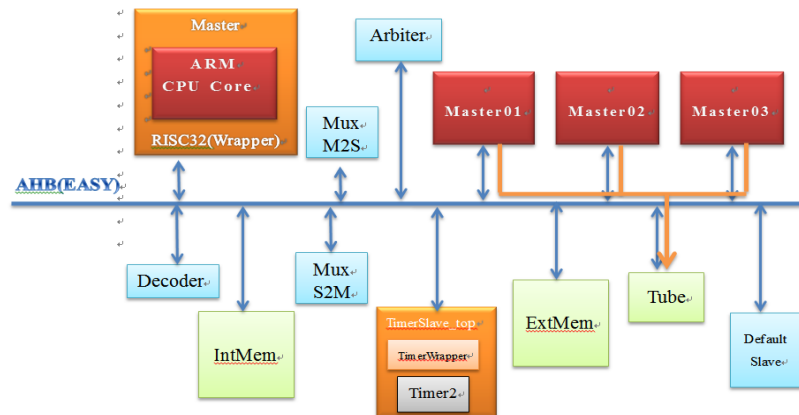 Master
ARM
CPU Core
RISC32(Wrapper)
Arbiter
Mux
M2S
Master01
Master02
Master03
AHB(EASY)
Decoder
IntMem
Mux
S2M
TimerSlave_top
TimerWrapper
Timer2
ExtMem
Tube
Default
Slave